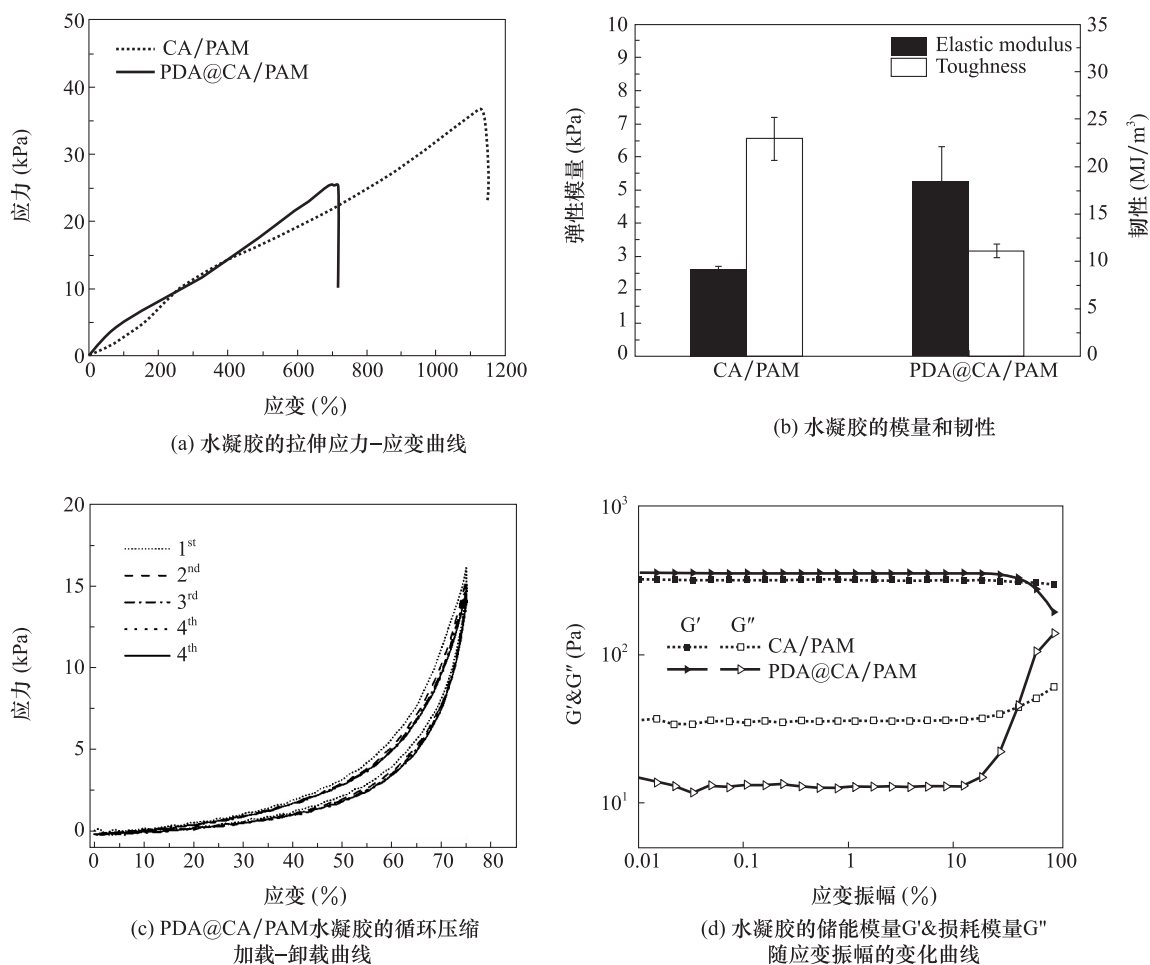 50
40
30
20
10
0
应力 (kPa)
CA/PAM
PDA@CA/PAM
0 200 400 600 800 1000 1200
应变 (%)
(a) 水凝胶的拉伸应力–应变曲线
10
9
8
7
6
5
4
3
2
1
0
弹性模量 (kPa)
Elastic modulus
Toughness
35
30
25
20
15
10
5
0
韧性 (MJ/m³)
CA/PAM PDA@CA/PAM
(b) 水凝胶的模量和韧性
20
15
10
5
0
应力 (kPa)
1st
2nd
3rd
4th
4th
0 10 20 30 40 50 60 70 80
应变 (%)
(c) PDA@CA/PAM水凝胶的循环压缩
加载–卸载曲线
10³
10²
10¹
G′&G″ (Pa)
G′ G″
CA/PAM
PDA@CA/PAM
0.01 0.1 1 10 100
应变振幅 (%)
(d) 水凝胶的储能模量G'&损耗模量G"
随应变振幅的变化曲线